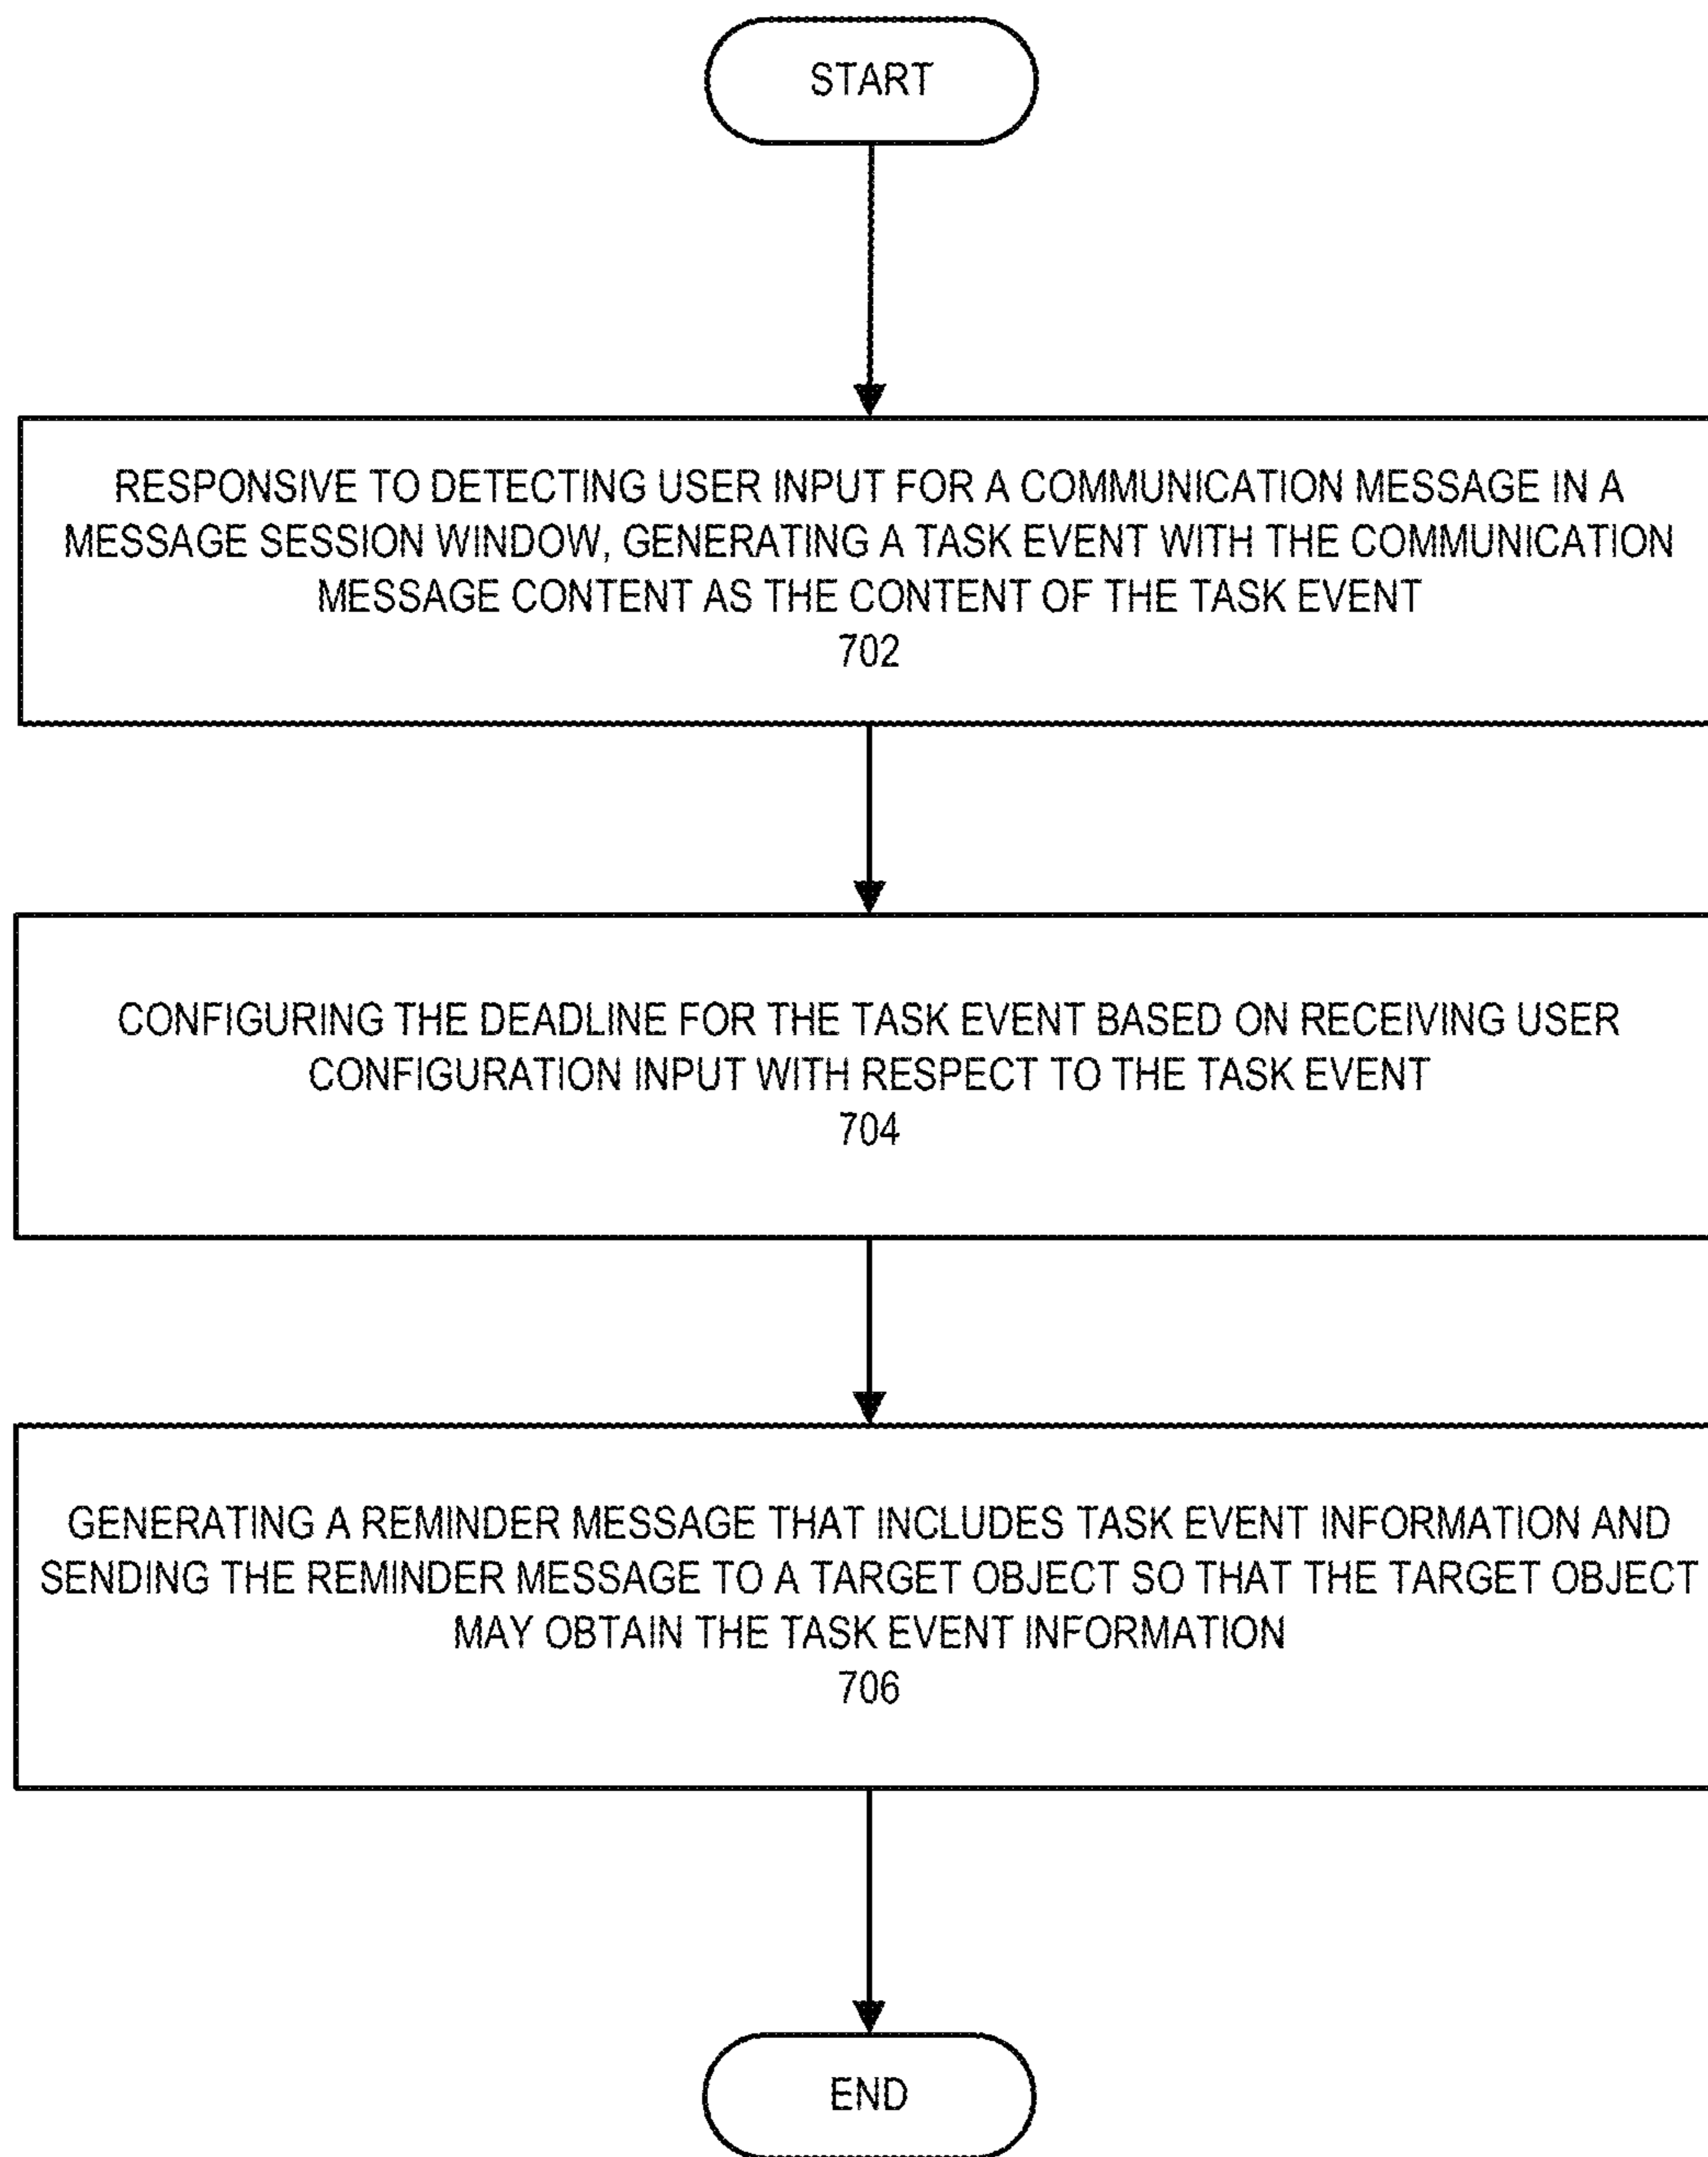 START
RESPONSIVE TO DETECTING USER INPUT FOR A COMMUNICATION MESSAGE IN A
MESSAGE SESSION WINDOW, GENERATING A TASK EVENT WITH THE COMMUNICATION
MESSAGE CONTENT AS THE CONTENT OF THE TASK EVENT
702
CONFIGURING THE DEADLINE FOR THE TASK EVENT BASED ON RECEIVING USER
CONFIGURATION INPUT WITH RESPECT TO THE TASK EVENT
704
GENERATING A REMINDER MESSAGE THAT INCLUDES TASK EVENT INFORMATION AND
SENDING THE REMINDER MESSAGE TO A TARGET OBJECT SO THAT THE TARGET OBJECT
MAY OBTAIN THE TASK EVENT INFORMATION
706
END